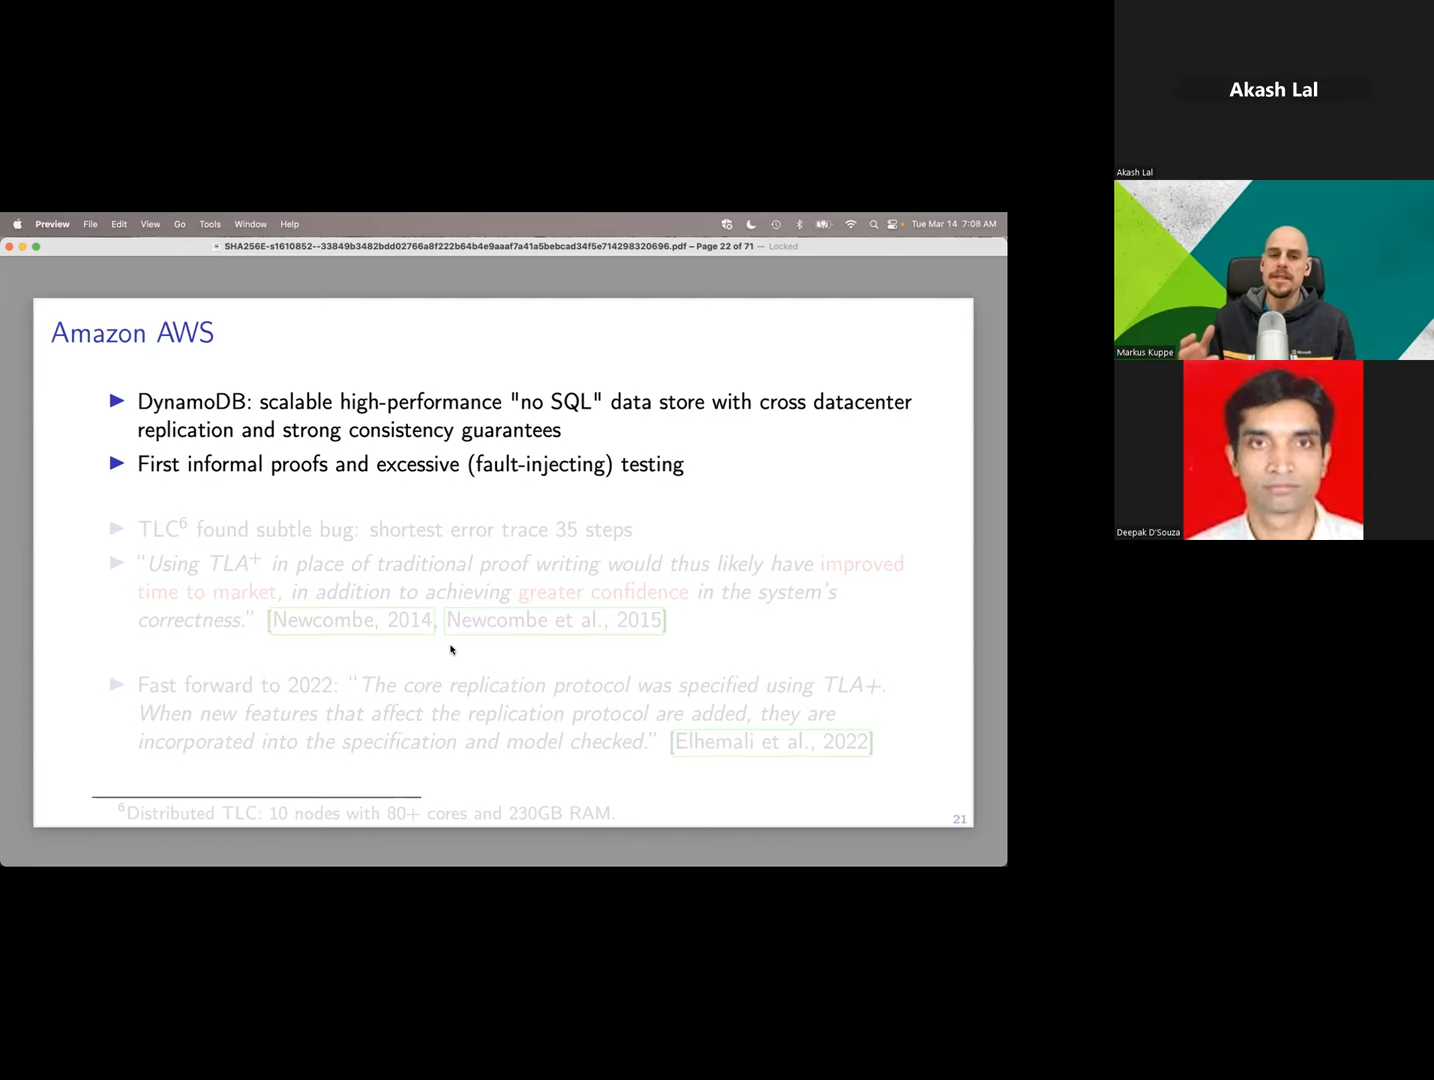 Akash Lal
Akash Lal
Preview File Edit View Go Tools Window Help Tue Mar 14 7:08 AM
SHA256E-s1610852--33849b3482bdd02766a8f222b64b4e9aaaf7a41a5bebcad34f5e714298320696.pdf – Page 22 of 71 — Locked
Markus Kuppe
Deepak D'Souza
Amazon AWS
► DynamoDB: scalable high-performance "no SQL" data store with cross datacenter
replication and strong consistency guarantees
► First informal proofs and excessive (fault-injecting) testing
► TLC⁶ found subtle bug: shortest error trace 35 steps
► "Using TLA⁺ in place of traditional proof writing would thus likely have improved
time to market, in addition to achieving greater confidence in the system's
correctness." [Newcombe, 2014, Newcombe et al., 2015]
► Fast forward to 2022: "The core replication protocol was specified using TLA+.
When new features that affect the replication protocol are added, they are
incorporated into the specification and model checked." [Elhemali et al., 2022]
⁶Distributed TLC: 10 nodes with 80+ cores and 230GB RAM.
21